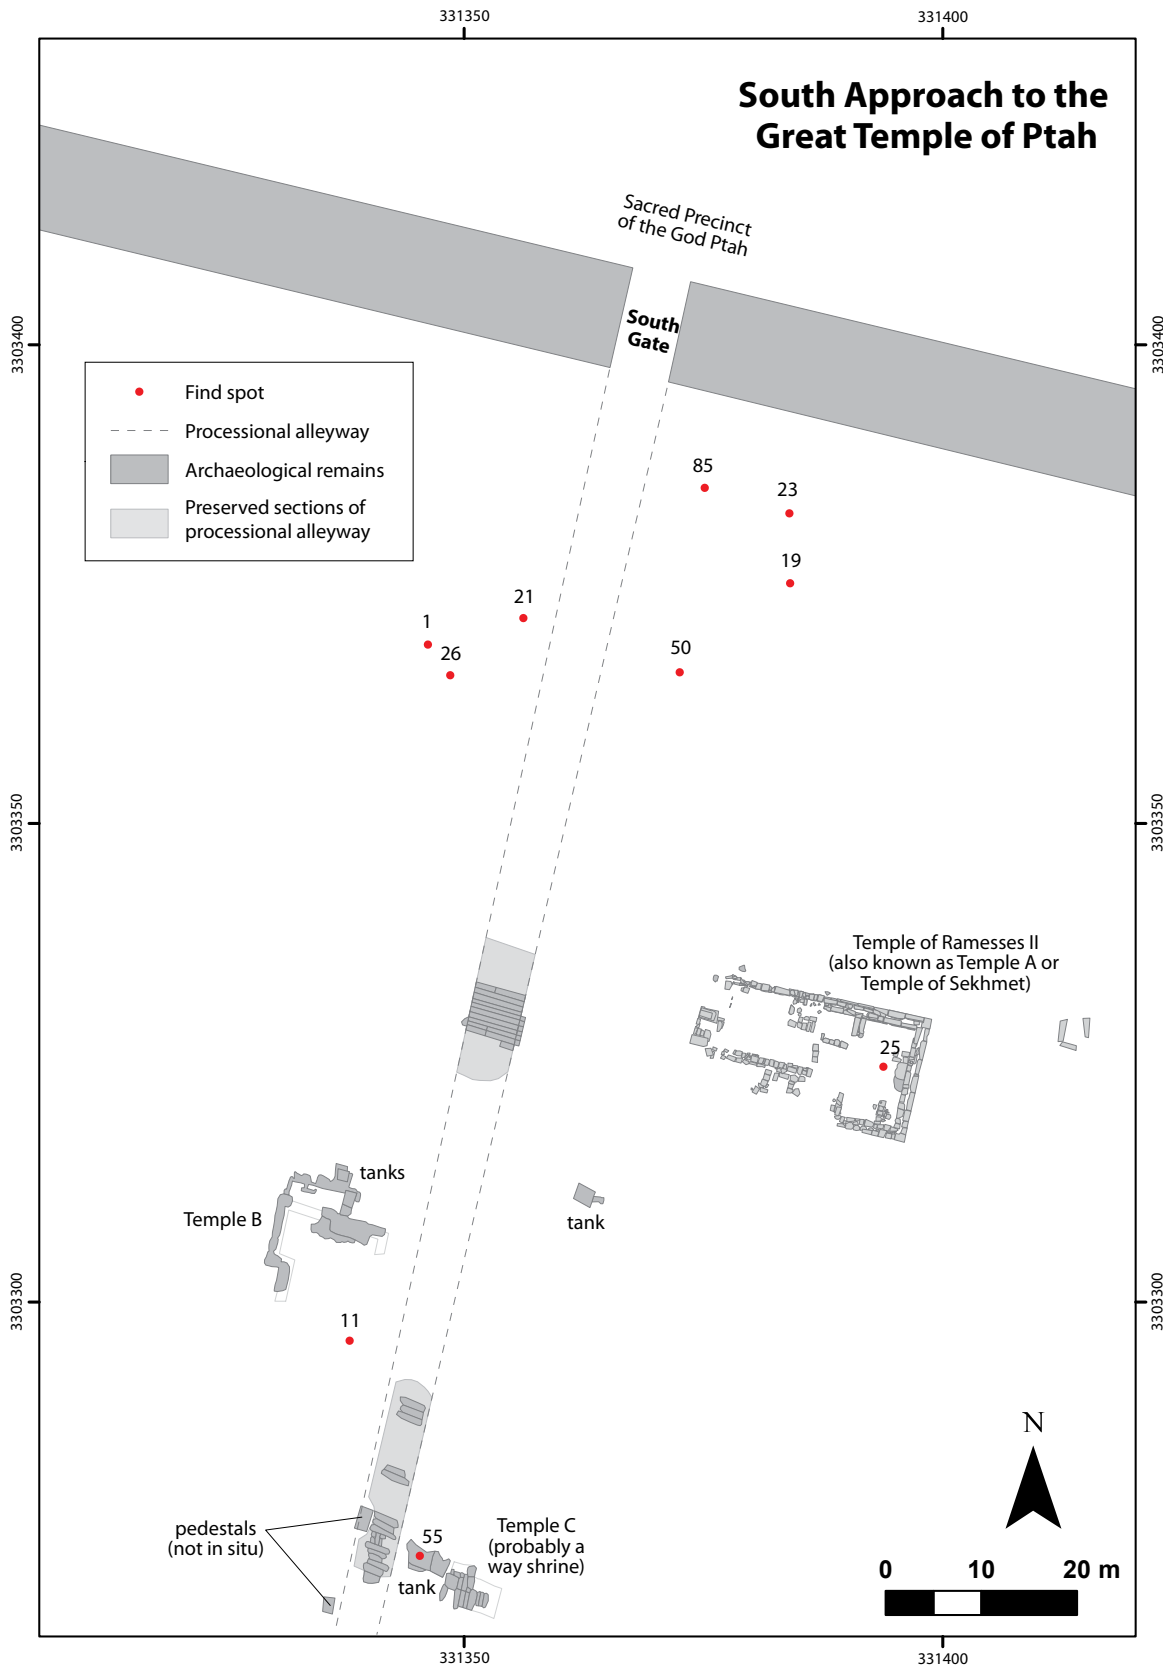 331350
331400
South Approach to the
Great Temple of Ptah
Sacred Precinct
of the God Ptah
South
Gate
3303400
3303400
Find spot
Processional alleyway
Archaeological remains
Preserved sections of
processional alleyway
85
23
19
21
1
26
50
3303350
3303350
Temple of Ramesses II
(also known as Temple A or
Temple of Sekhmet)
25
tanks
Temple B
tank
3303300
3303300
11
N
pedestals
(not in situ)
55
Temple C
(probably a
way shrine)
tank
0
10
20 m
331350
331400